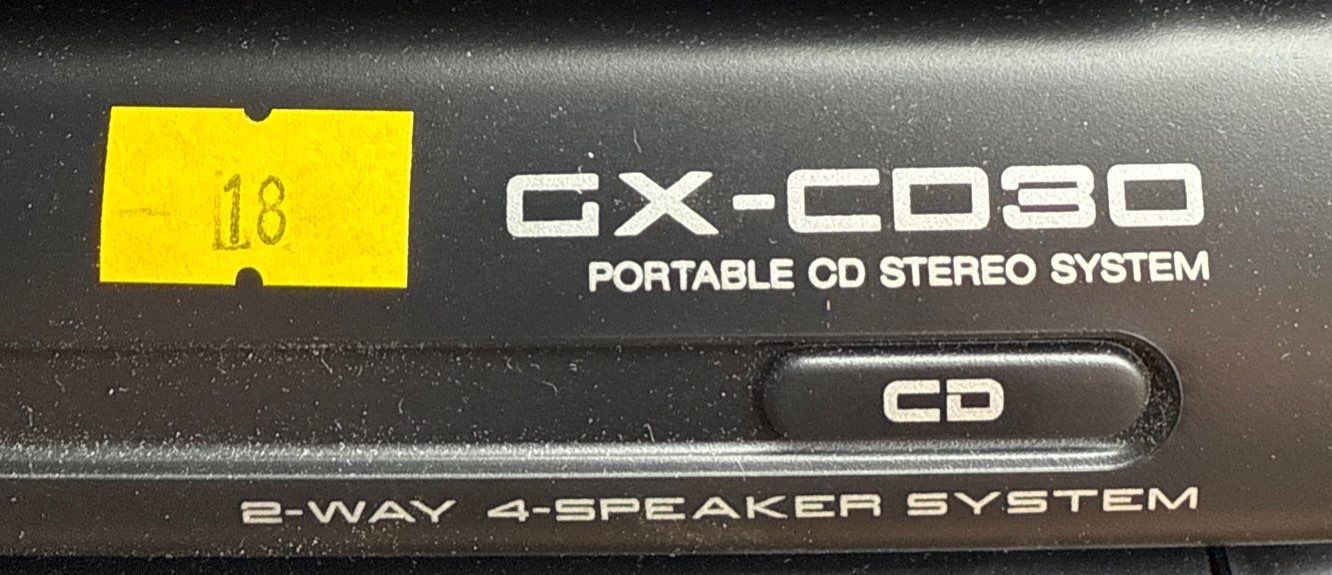 18
GX-CD30
PORTABLE CD STEREO SYSTEM
CD
2-WAY 4-SPEAKER SYSTEM